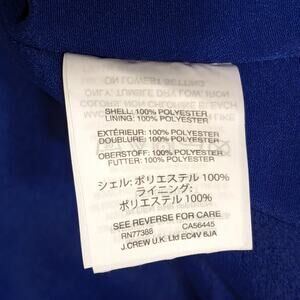 SHELL: 100% POLYESTER
LINING: 100% POLYESTER
EXTÉRIEUR: 100% POLYESTER
DOUBLURE: 100% POLYESTER
OBERSTOFF: 100% POLYESTER
FUTTER: 100% POLYESTER
シェル: ポリエステル 100%
ライニング:
ポリエステル 100%
SEE REVERSE FOR CARE
RN77388 CA56445
J.CREW U.K. Ltd EC4V 6JA